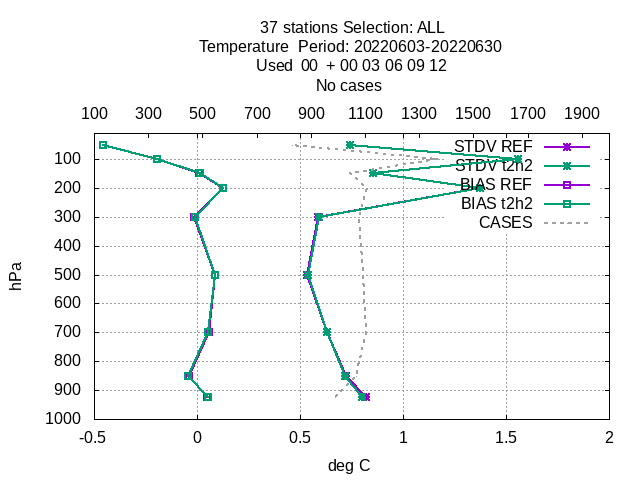 37 stations Selection: ALL
Temperature  Period: 20220603-20220630
Used  00  + 00 03 06 09 12
No cases
100 300 500 700 900 1100 1300 1500 1700 1900
STDV REF
STDV t2h2
BIAS REF
BIAS t2h2
CASES
100
200
300
400
500
600
700
800
900
1000
hPa
-0.5 0 0.5 1 1.5 2
deg C